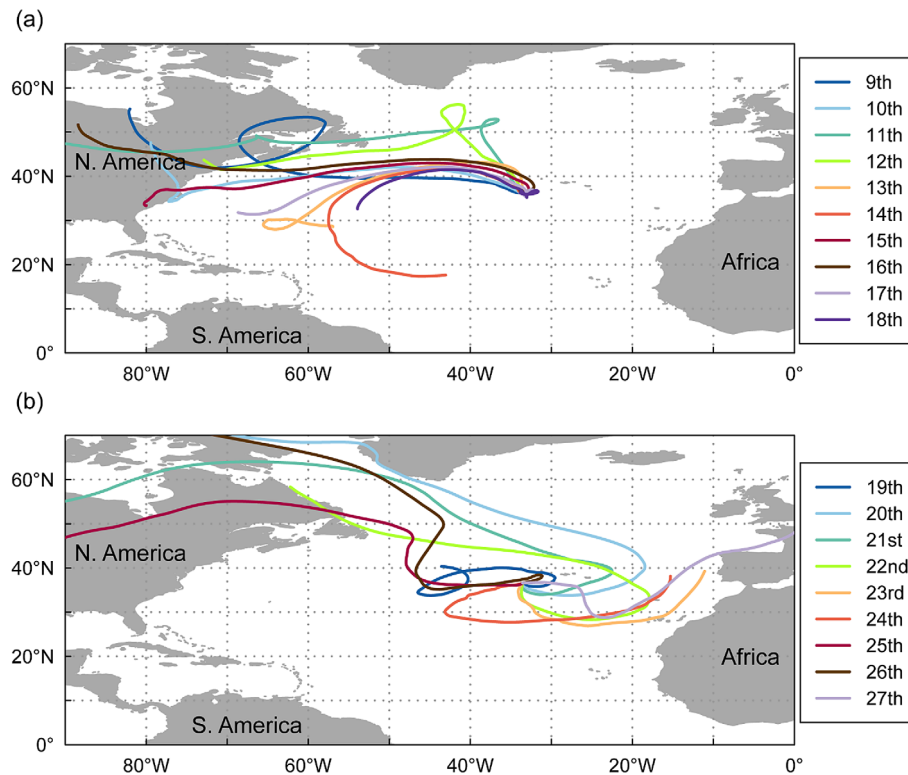 (a)
60°N
40°N
20°N
0°
80°W
60°W
40°W
20°W
0°
N. America
S. America
Africa
9th
10th
11th
12th
13th
14th
15th
16th
17th
18th
(b)
60°N
40°N
20°N
0°
80°W
60°W
40°W
20°W
0°
N. America
S. America
Africa
19th
20th
21st
22nd
23rd
24th
25th
26th
27th